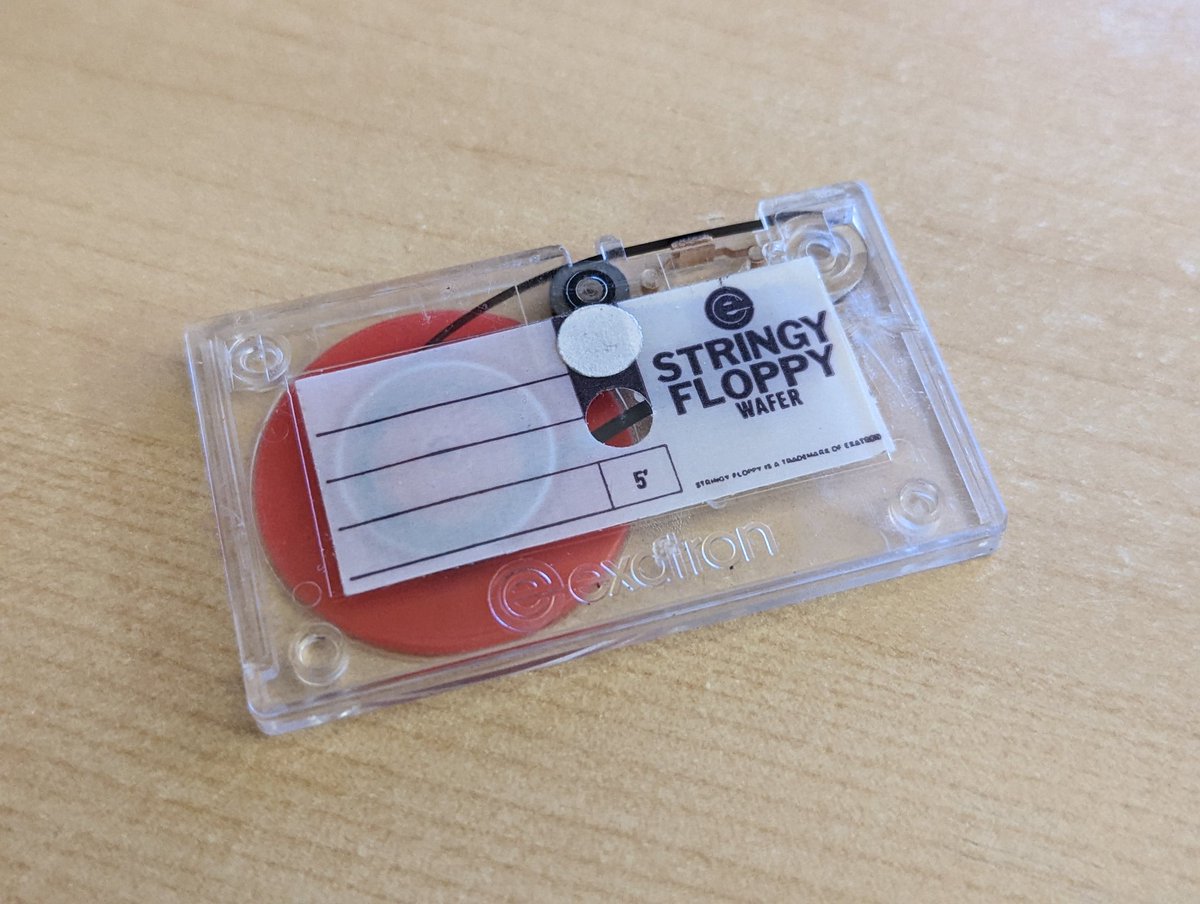 e
STRINGY
FLOPPY
WAFER
5'
STRINGY FLOPPY IS A TRADEMARK OF EXATRON
e exatron